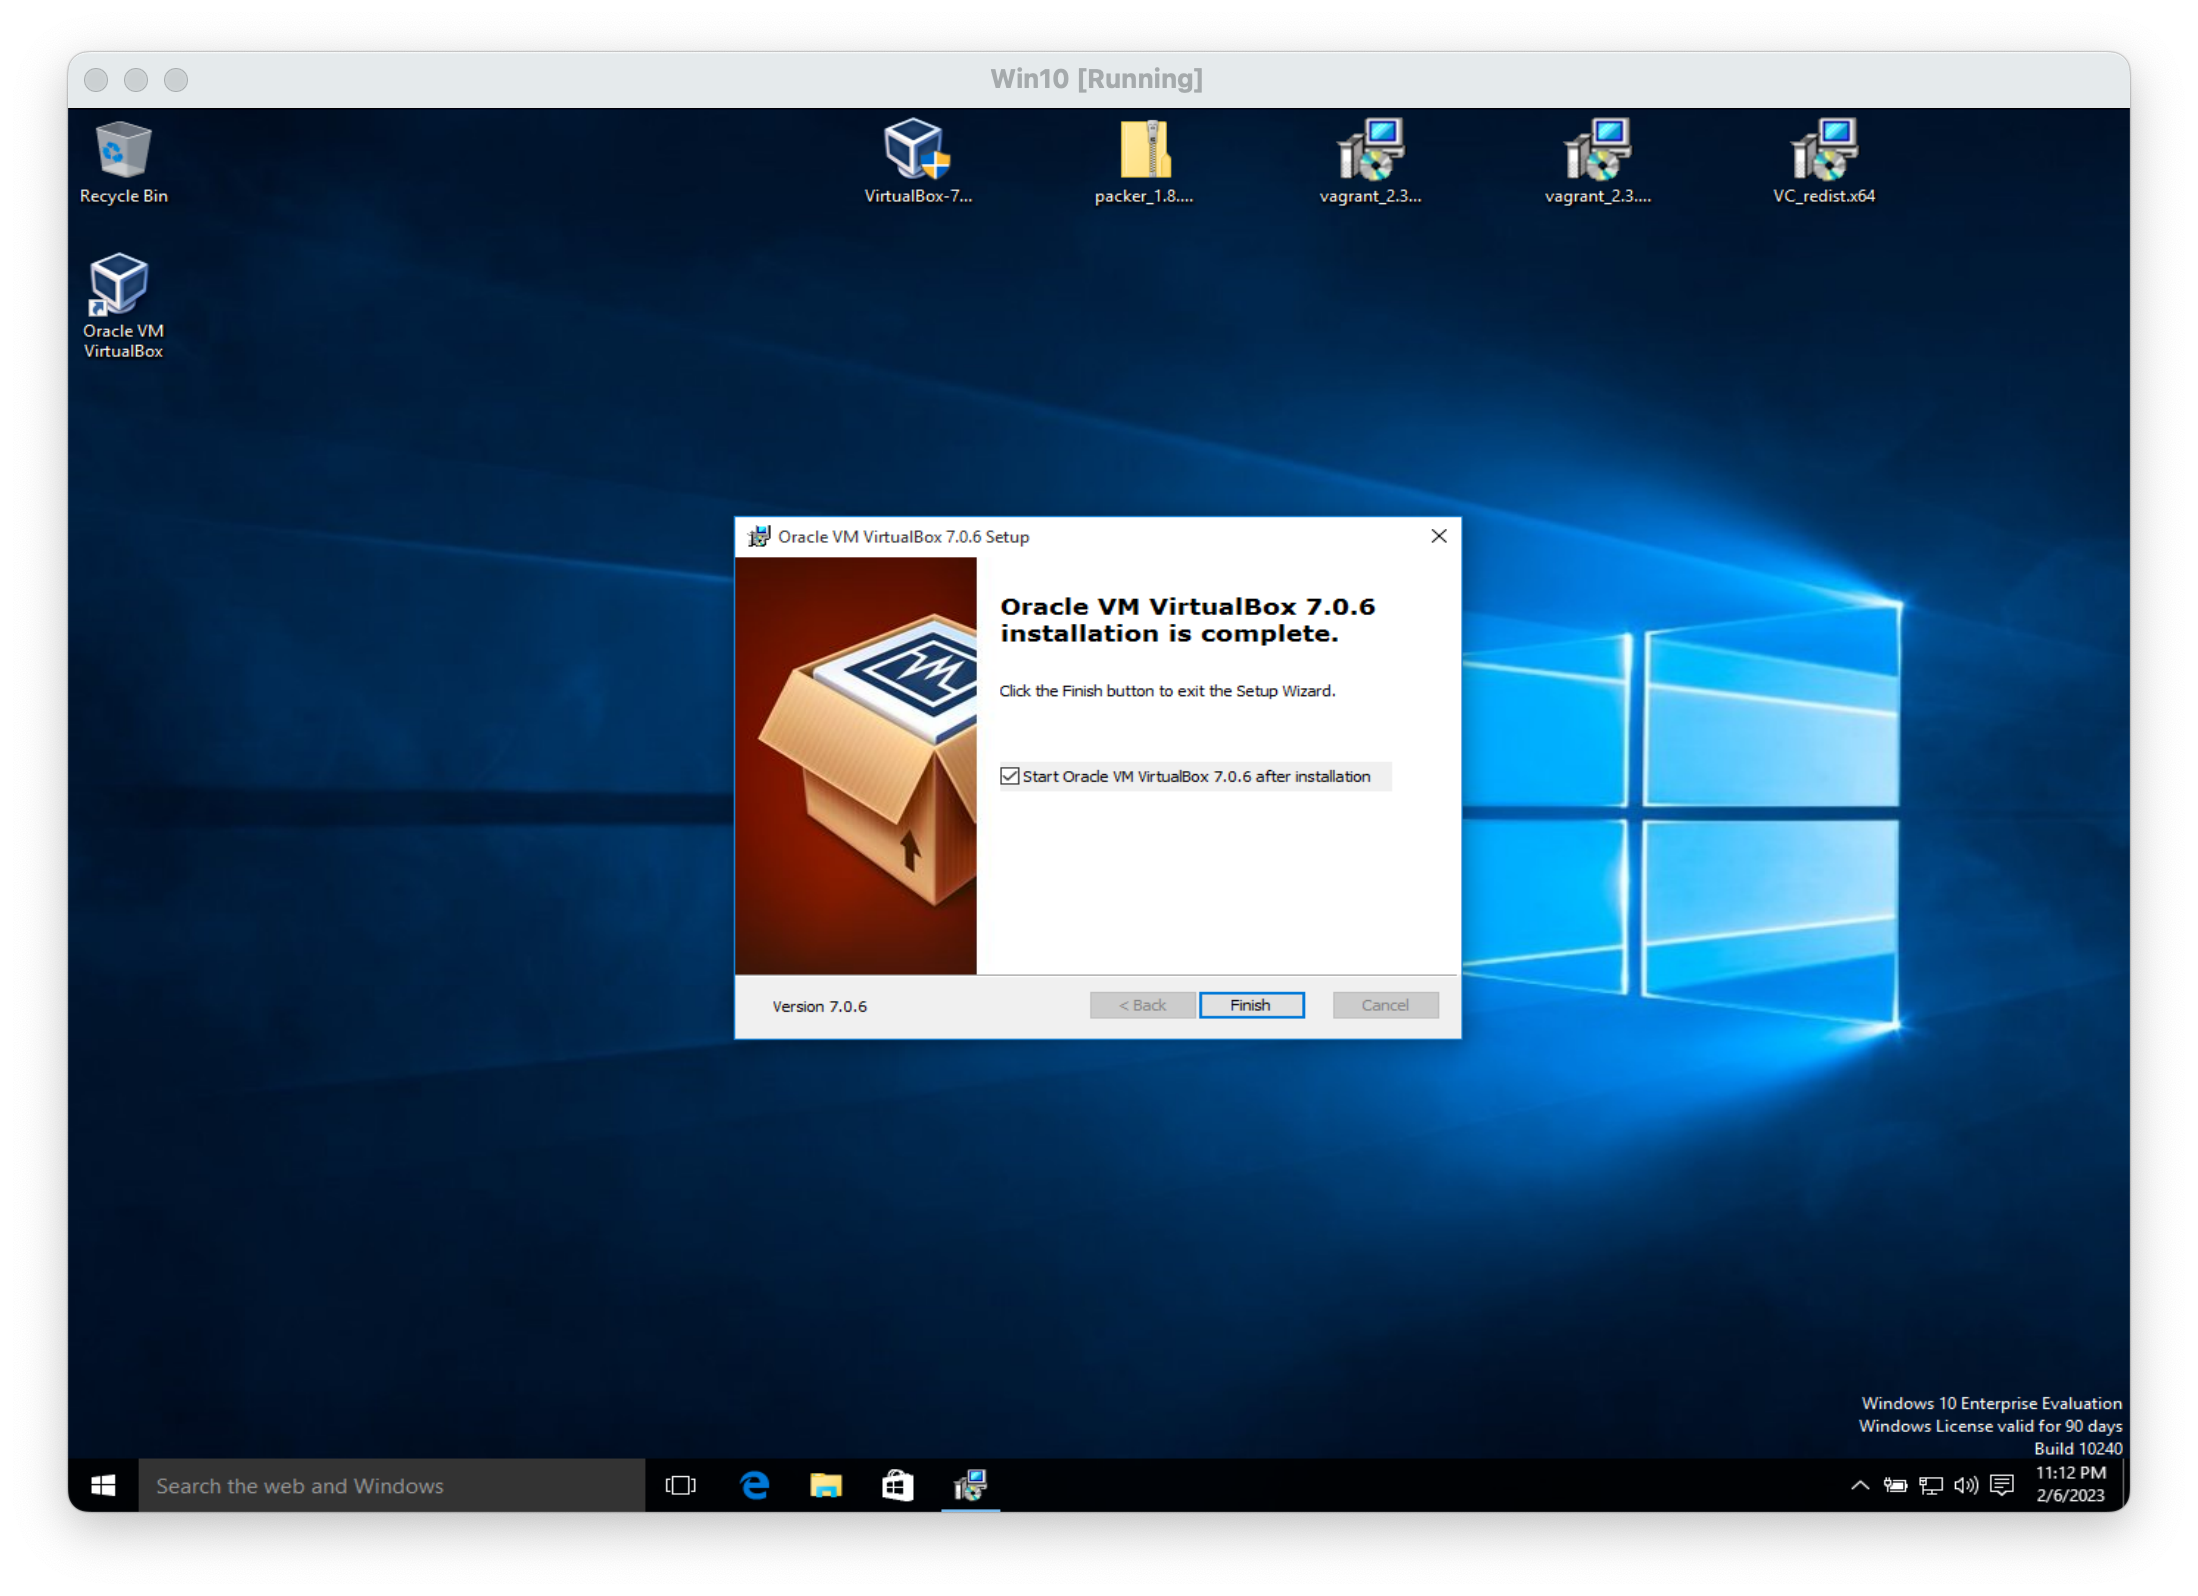 Win10 [Running]
Recycle Bin
VirtualBox-7...
packer_1.8....
vagrant_2.3...
vagrant_2.3....
VC_redist.x64
Oracle VM
VirtualBox
Oracle VM VirtualBox 7.0.6 Setup
Oracle VM VirtualBox 7.0.6
installation is complete.
Click the Finish button to exit the Setup Wizard.
Start Oracle VM VirtualBox 7.0.6 after installation
Version 7.0.6
< Back
Finish
Cancel
Windows 10 Enterprise Evaluation
Windows License valid for 90 days
Build 10240
Search the web and Windows
11:12 PM
2/6/2023